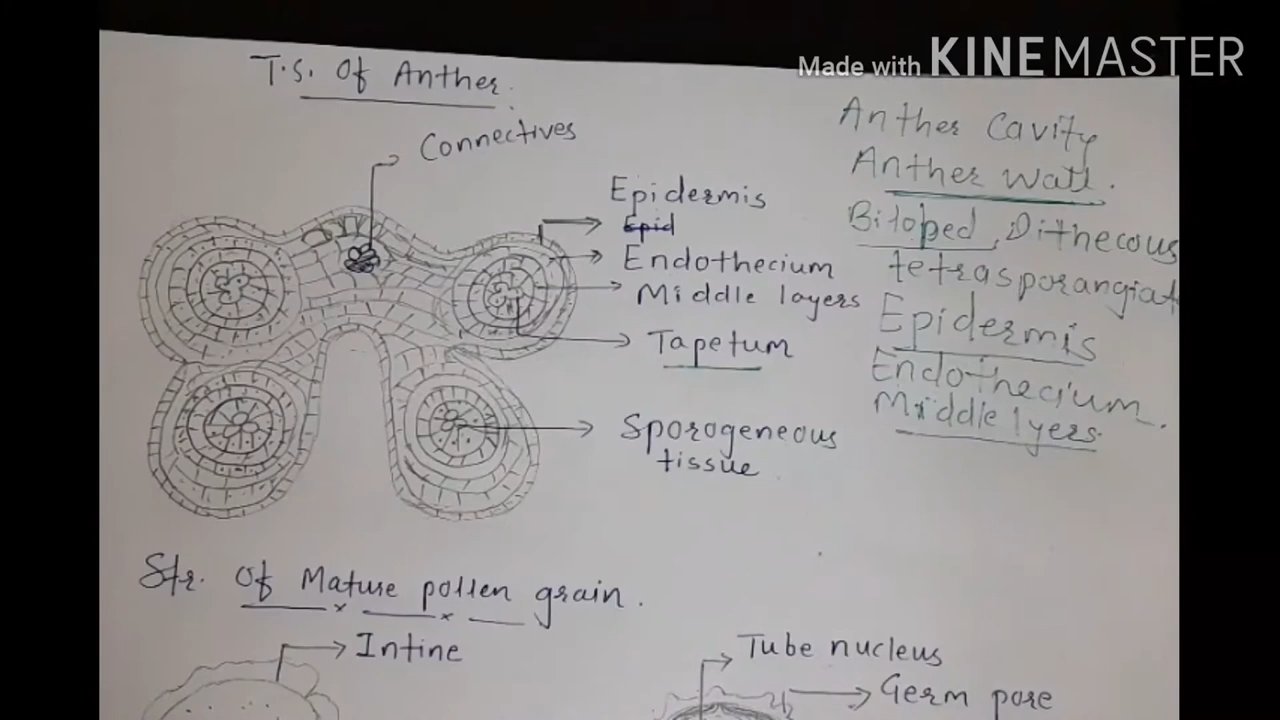 Made with KINEMASTER
T.S. Of Anther.
Connectives
Epidermis
Epid
Endothecium
Middle layers
Tapetum
Sporogeneous
tissue
Anther Cavity
Anther Wall.
Biloped, Dithecous
tetrasporangiat
Epidermis
Endothecium.
Middle lyers.
Str. Of Mature pollen grain.
Intine
Tube nucleus
Germ pore